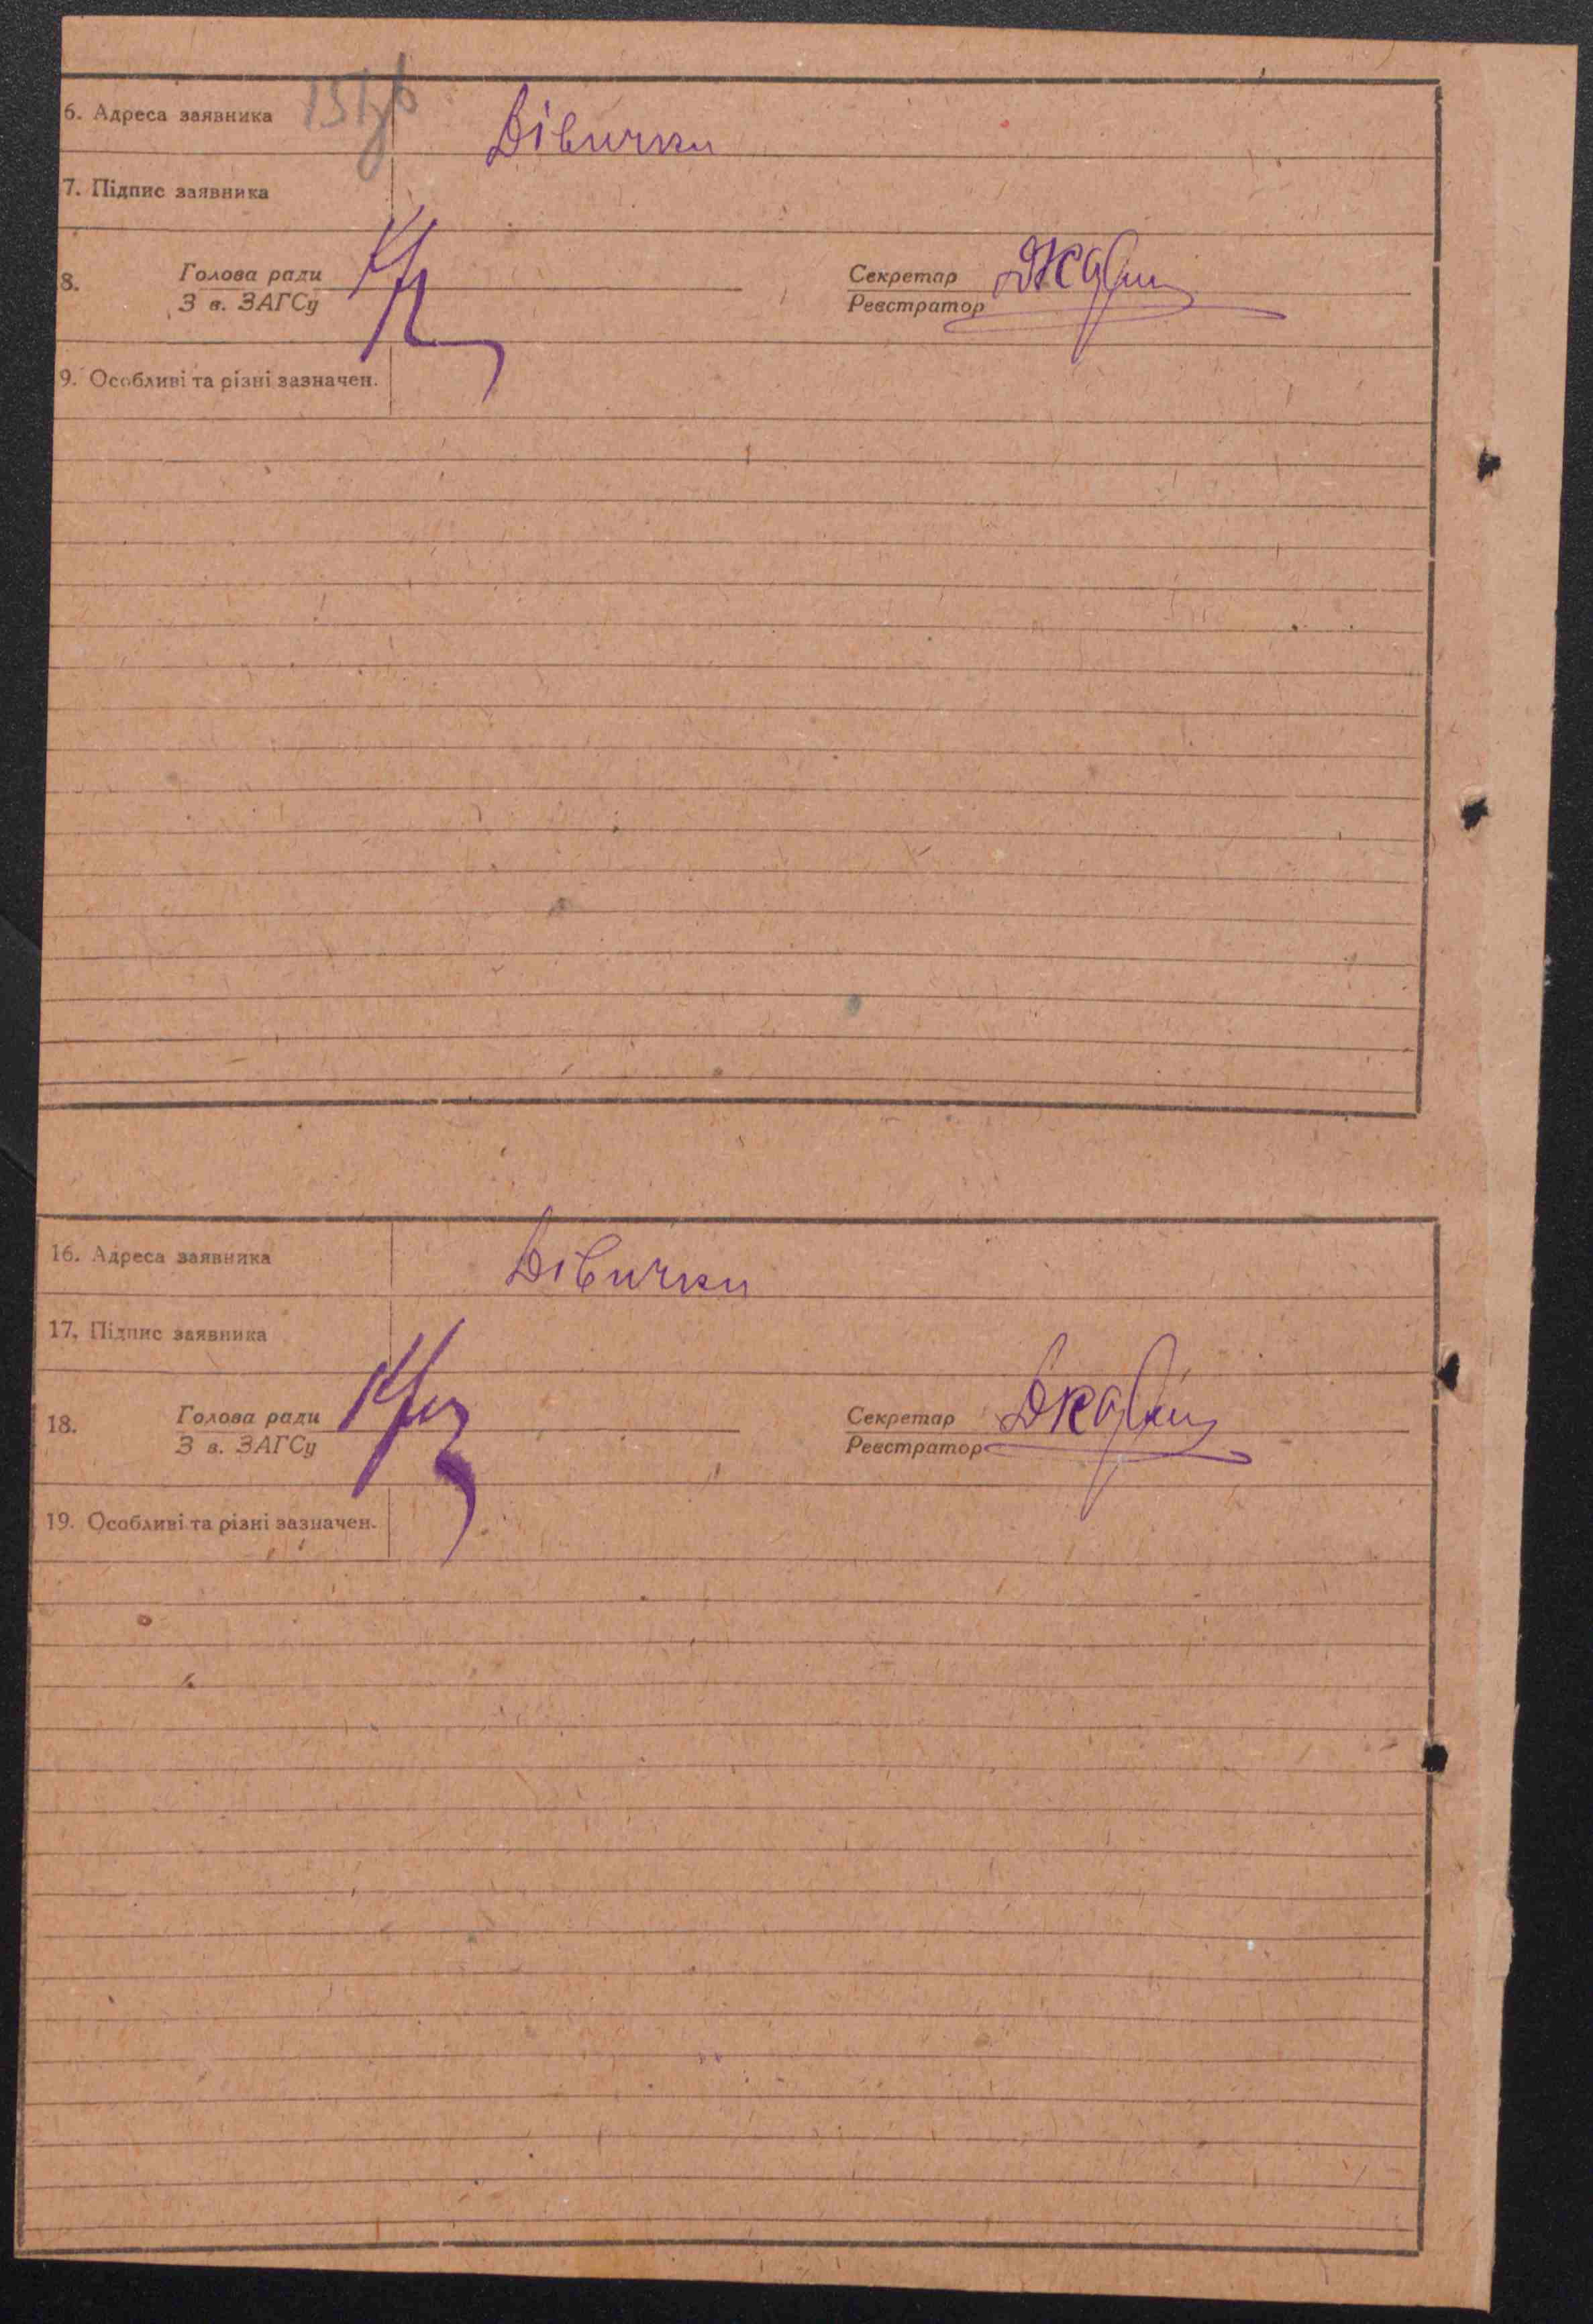 6. Адреса заявника Дівички
7. Підпис заявника
8. Голова ради Секретар
З в. ЗАГСу Реєстратор
9. Особливі та різні зазначен.
16. Адреса заявника Дівички
17. Підпис заявника
18. Голова ради Секретар
З в. ЗАГСу Реєстратор
19. Особливі та різні зазначен.